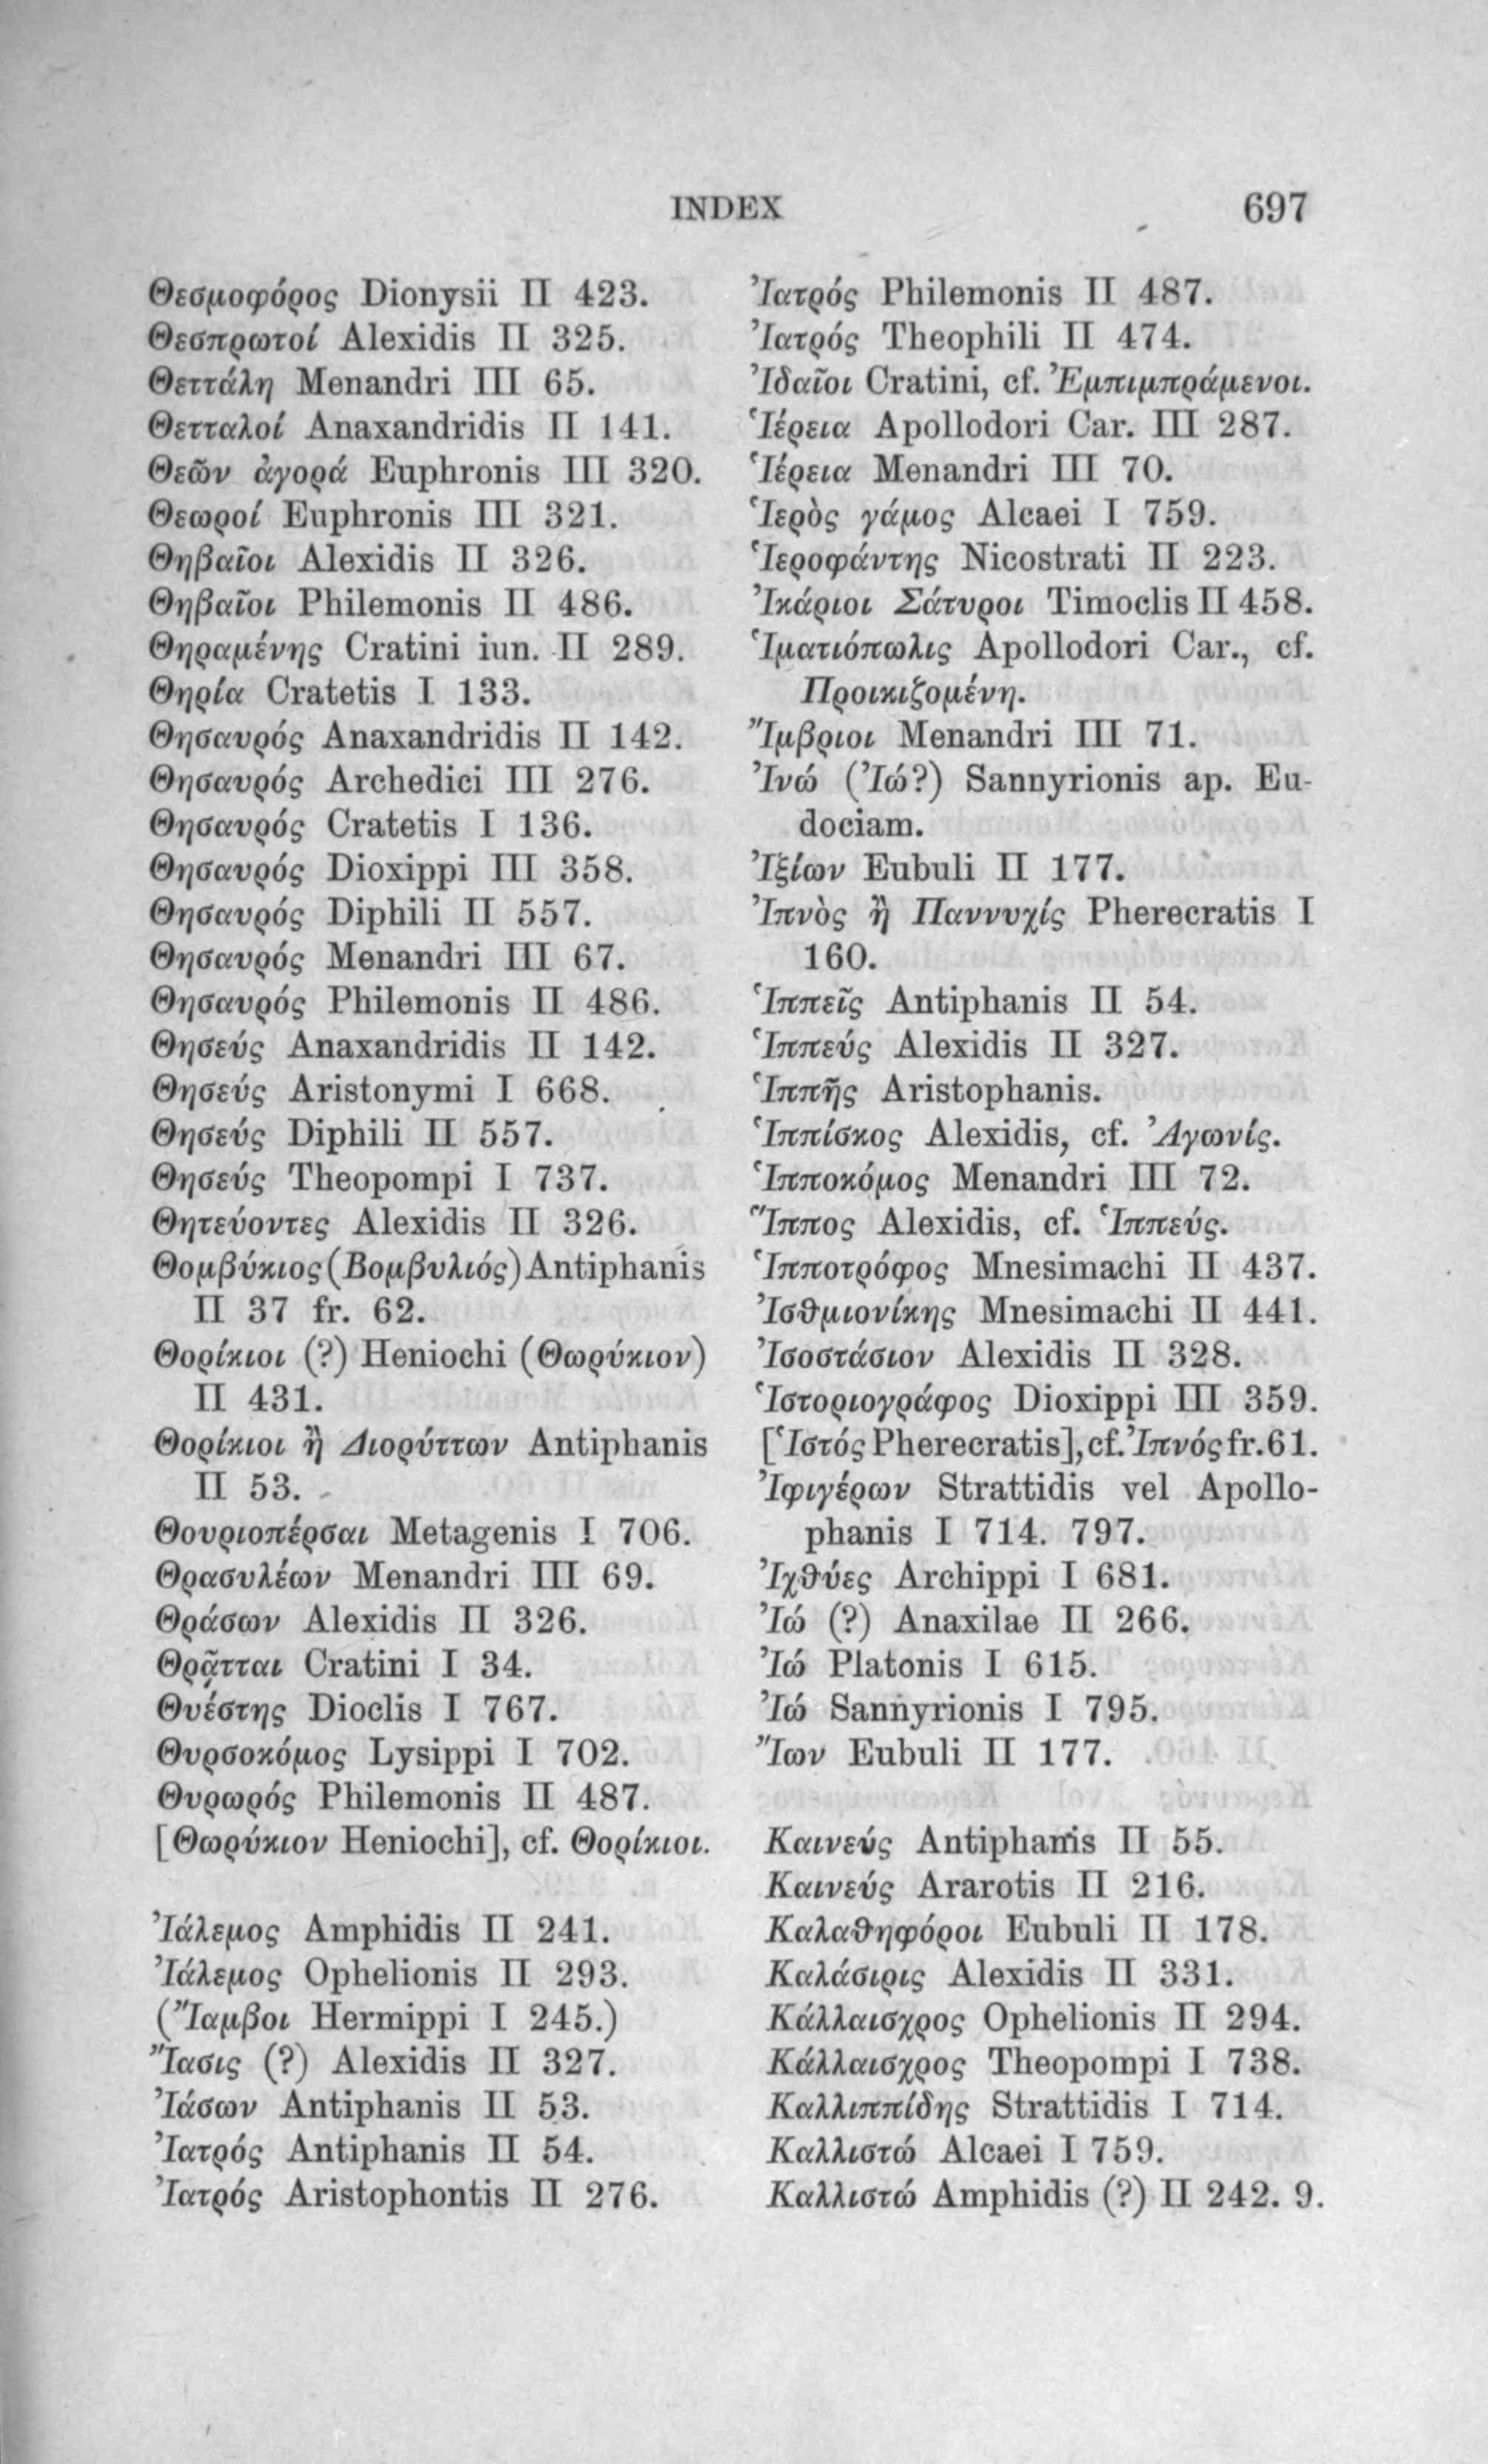 INDEX 697
Θεσμοφόρος Dionysii II 423.
Θεσπρωτοί Alexidis II 325.
Θεττάλη Menandri III 65.
Θετταλοί Anaxandridis II 141.
Θεῶν ἀγορά Euphronis III 320.
Θεωροί Euphronis III 321.
Θηβαῖοι Alexidis II 326.
Θηβαῖοι Philemonis II 486.
Θηραμένης Cratini iun. II 289.
Θηρία Cratetis I 133.
Θησαυρός Anaxandridis II 142.
Θησαυρός Archedici III 276.
Θησαυρός Cratetis I 136.
Θησαυρός Dioxippi III 358.
Θησαυρός Diphili II 557.
Θησαυρός Menandri III 67.
Θησαυρός Philemonis II 486.
Θησεύς Anaxandridis II 142.
Θησεύς Aristonymi I 668.
Θησεύς Diphili II 557.
Θησεύς Theopompi I 737.
Θητεύοντες Alexidis II 326.
Θομβύκιος (Βομβυλιός) Antiphanis
II 37 fr. 62.
Θορίκιοι (?) Heniochi (Θωρύκιον)
II 431.
Θορίκιοι ἢ Διορύττων Antiphanis
II 53.
Θουριοπέρσαι Metagenis I 706.
Θρασυλέων Menandri III 69.
Θράσων Alexidis II 326.
Θρᾷτται Cratini I 34.
Θυέστης Dioclis I 767.
Θυρσοκόμος Lysippi I 702.
Θυρωρός Philemonis II 487.
[Θωρύκιον Heniochi], cf. Θορίκιοι.
Ἰάλεμος Amphidis II 241.
Ἰάλεμος Ophelionis II 293.
(Ἴαμβοι Hermippi I 245.)
Ἴασις (?) Alexidis II 327.
Ἰάσων Antiphanis II 53.
Ἰατρός Antiphanis II 54.
Ἰατρός Aristophontis II 276.
Ἰατρός Philemonis II 487.
Ἰατρός Theophili II 474.
Ἰδαῖοι Cratini, cf. Ἐμπιμπράμενοι.
Ἱέρεια Apollodori Car. III 287.
Ἱέρεια Menandri III 70.
Ἱερὸς γάμος Alcaei I 759.
Ἱεροφάντης Nicostrati II 223.
Ἰκάριοι Σάτυροι Timoclis II 458.
Ἱματιόπωλις Apollodori Car., cf.
Προικιζομένη.
Ἴμβριοι Menandri III 71.
Ἰνώ (Ἰώ?) Sannyrionis ap. Eu-
dociam.
Ἰξίων Eubuli II 177.
Ἰπνὸς ἢ Παννυχίς Pherecratis I
160.
Ἱππεῖς Antiphanis II 54.
Ἱππεύς Alexidis II 327.
Ἱππῆς Aristophanis.
Ἱππίσκος Alexidis, cf. Ἀγωνίς.
Ἱπποκόμος Menandri III 72.
Ἵππος Alexidis, cf. Ἱππεύς.
Ἱπποτρόφος Mnesimachi II 437.
Ἰσθμιονίκης Mnesimachi II 441.
Ἰσοστάσιον Alexidis II 328.
Ἱστοριογράφος Dioxippi III 359.
[Ἱστός Pherecratis], cf. Ἰπνός fr. 61.
Ἰφιγέρων Strattidis vel Apollo-
phanis I 714. 797.
Ἰχθύες Archippi I 681.
Ἰώ (?) Anaxilae II 266.
Ἰώ Platonis I 615.
Ἰώ Sannyrionis I 795.
Ἴων Eubuli II 177.
Καινεύς Antiphanis II 55.
Καινεύς Ararotis II 216.
Καλαθηφόροι Eubuli II 178.
Καλάσιρις Alexidis II 331.
Κάλλαισχρος Ophelionis II 294.
Κάλλαισχρος Theopompi I 738.
Καλλιππίδης Strattidis I 714.
Καλλιστώ Alcaei I 759.
Καλλιστώ Amphidis (?) II 242. 9.